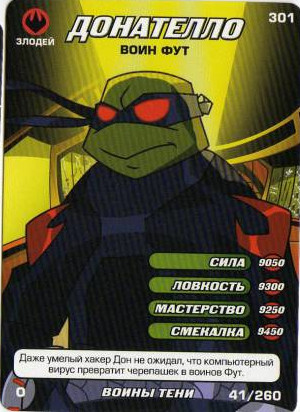 ДОНАТЕЛЛО
301
ЗЛОДЕЙ
ВОИН ФУТ
СИЛА 9050
ЛОВКОСТЬ 9300
МАСТЕРСТВО 9250
СМЕКАЛКА 9450
Даже умелый хакер Дон не ожидал, что компьютерный
вирус превратит черепашек в воинов Фут.
0 ВОИНЫ ТЕНИ 41/260